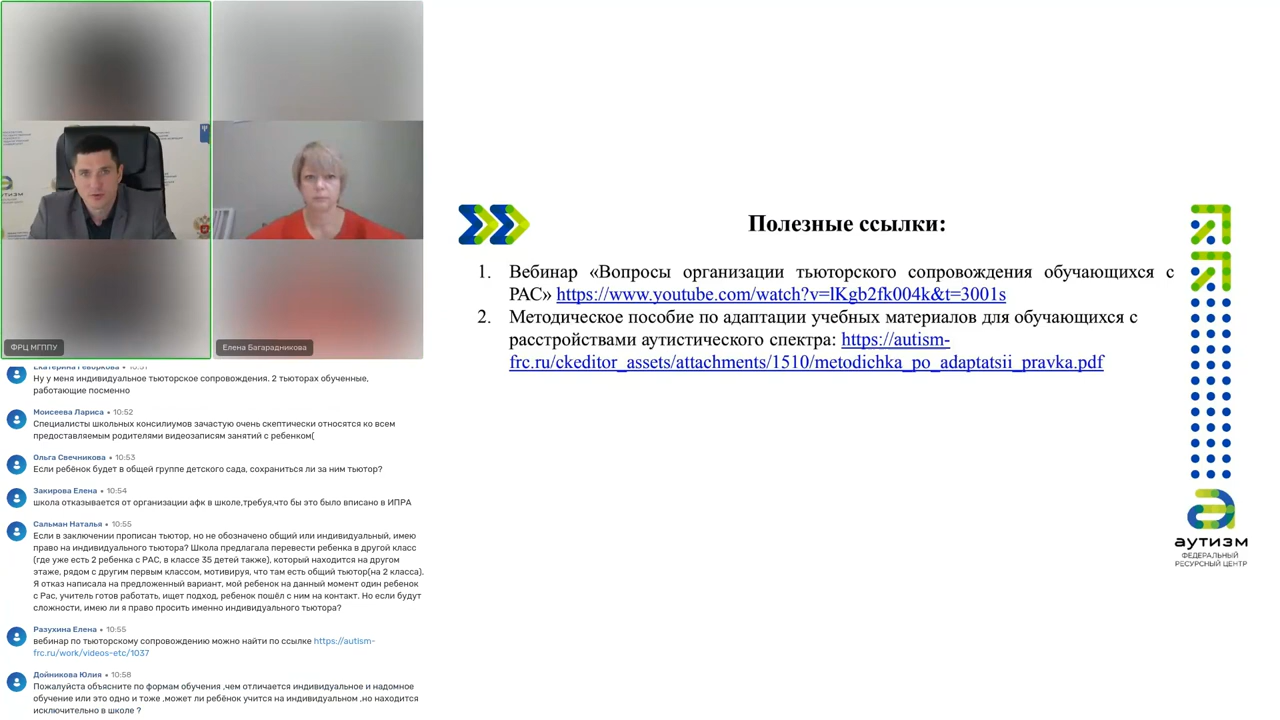 ФРЦ МГППУ
Елена Багарадникова
Екатерина Геворкова • 10:51
Ну у меня индивидуальное тьюторское сопровождения. 2 тьюторах обученные,
работающие посменно
Моисеева Лариса • 10:52
Специалисты школьных консилиумов зачастую очень скептически относятся ко всем
предоставляемым родителями видеозаписям занятий с ребенком(
Ольга Свечникова • 10:53
Если ребёнок будет в общей группе детского сада, сохраниться ли за ним тьютор?
Закирова Елена • 10:54
школа отказывается от организации афк в школе,требуя,что бы это было вписано в ИПРА
Сальман Наталья • 10:55
Если в заключении прописан тьютор, но не обозначено общий или индивидуальный, имею
право на индивидуального тьютора? Школа предлагала перевести ребенка в другой класс
(где уже есть 2 ребенка с РАС, в классе 35 детей также), который находится на другом
этаже, рядом с другим первым классом, мотивируя, что там есть общий тьютор(на 2 класса).
Я отказ написала на предложенный вариант, мой ребенок на данный момент один ребенок
с Рас, учитель готов работать, ищет подход, ребенок пошёл с ним на контакт. Но если будут
сложности, имею ли я право просить именно индивидуального тьютора?
Разухина Елена • 10:55
вебинар по тьюторскому сопровождению можно найти по ссылке https://autism-
frc.ru/work/videos-etc/1037
Дойникова Юлия • 10:58
Пожалуйста объясните по формам обучения ,чем отличается индивидуальное и надомное
обучение или это одно и тоже ,может ли ребёнок учится на индивидуальном ,но находится
исключительно в школе ?
Полезные ссылки:
1. Вебинар «Вопросы организации тьюторского сопровождения обучающихся с
РАС» https://www.youtube.com/watch?v=lKgb2fk004k&t=3001s
2. Методическое пособие по адаптации учебных материалов для обучающихся с
расстройствами аутистического спектра: https://autism-
frc.ru/ckeditor_assets/attachments/1510/metodichka_po_adaptatsii_pravka.pdf
аутизм
ФЕДЕРАЛЬНЫЙ
РЕСУРСНЫЙ ЦЕНТР